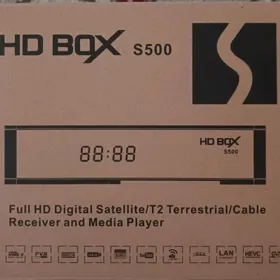 HD BOX S500
88:88
HD BOX
S500
Full HD Digital Satellite/T2 Terrestrial/Cable
Receiver and Media Player
LAN
HEVC